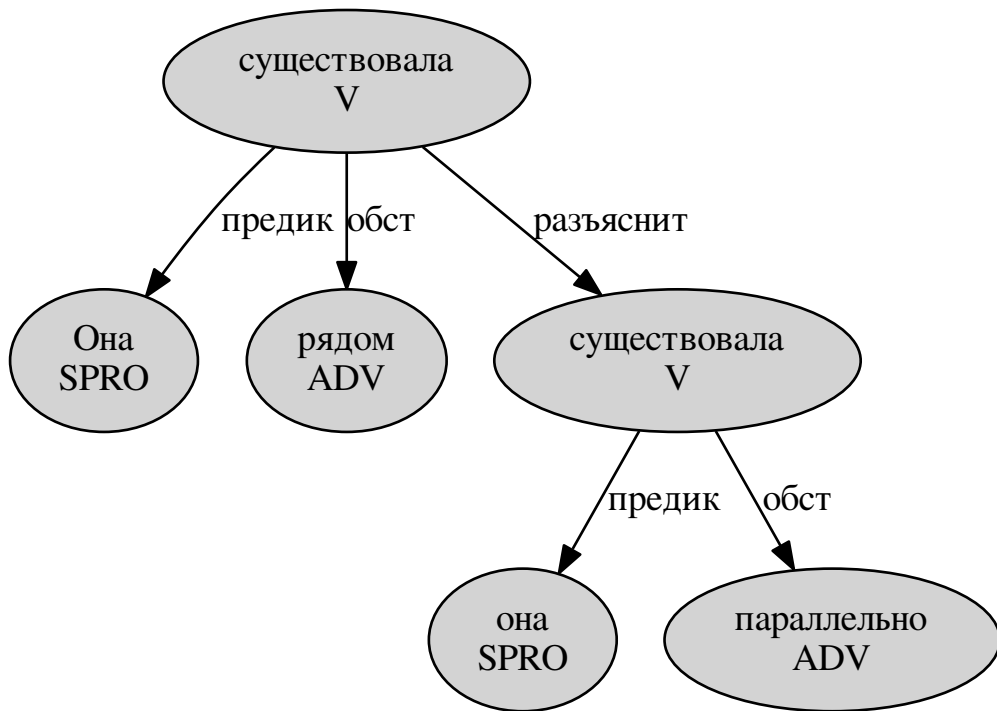 существовала
V
предик обст разъяснит
Она
SPRO
рядом
ADV
существовала
V
предик обст
она
SPRO
параллельно
ADV